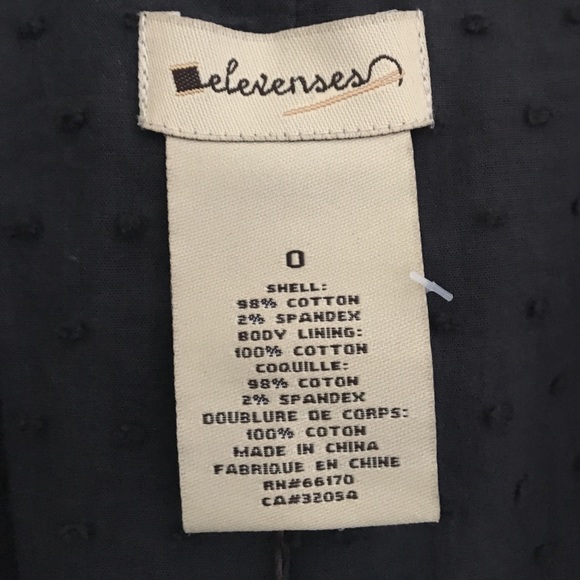 elevenses
0
SHELL:
98% COTTON
2% SPANDEX
BODY LINING:
100% COTTON
COQUILLE:
98% COTON
2% SPANDEX
DOUBLURE DE CORPS:
100% COTON
MADE IN CHINA
FABRIQUE EN CHINE
RN#66170
CA#32054